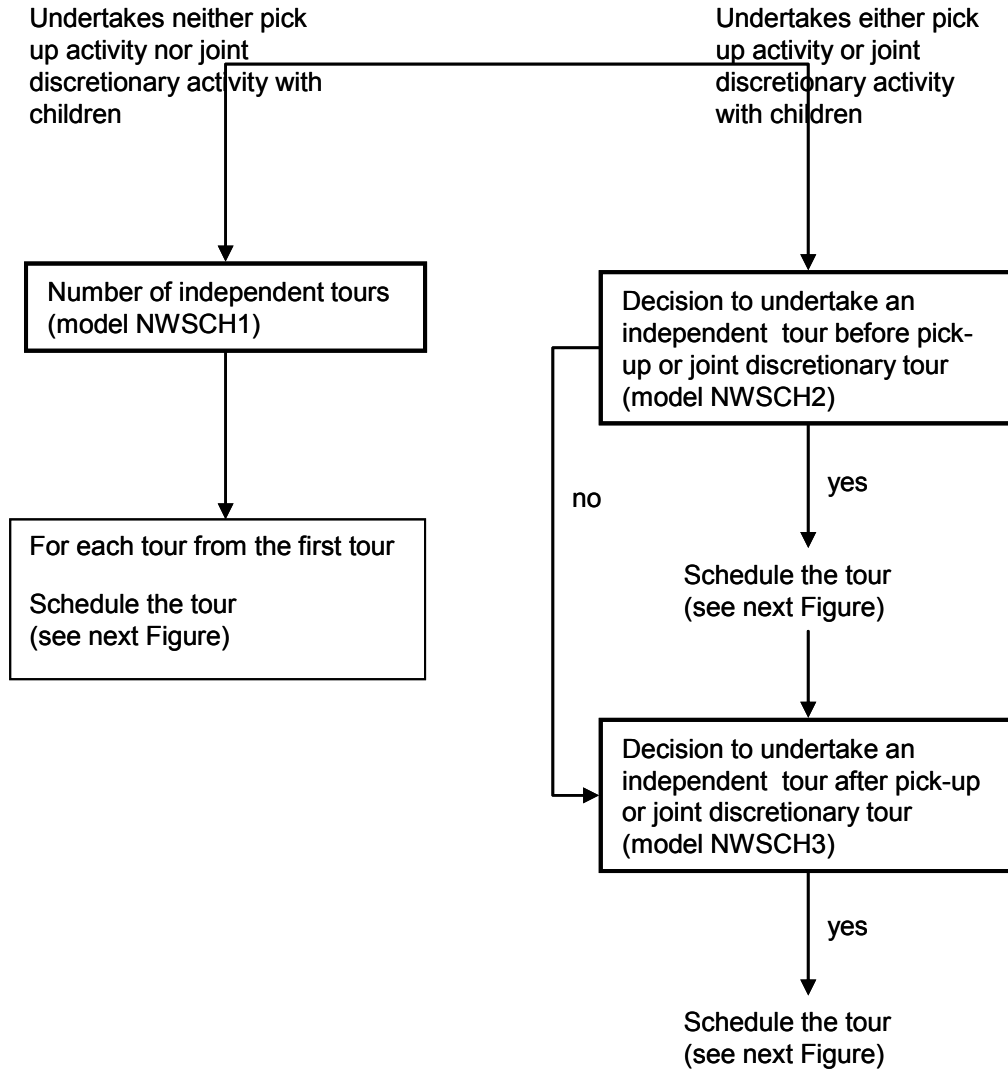 Undertakes neither pick
up activity nor joint
discretionary activity with
children
Undertakes either pick
up activity or joint
discretionary activity
with children
Number of independent tours
(model NWSCH1)
For each tour from the first tour
Schedule the tour
(see next Figure)
Decision to undertake an
independent tour before pick-
up or joint discretionary tour
(model NWSCH2)
no
yes
Schedule the tour
(see next Figure)
Decision to undertake an
independent tour after pick-up
or joint discretionary tour
(model NWSCH3)
yes
Schedule the tour
(see next Figure)